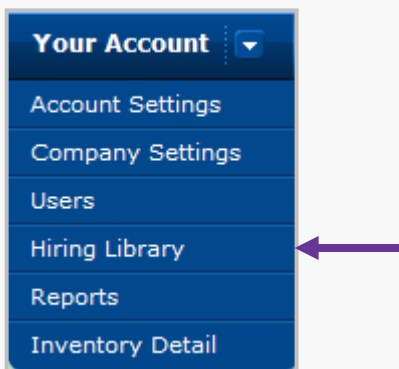 Your Account
Account Settings
Company Settings
Users
Hiring Library
Reports
Inventory Detail